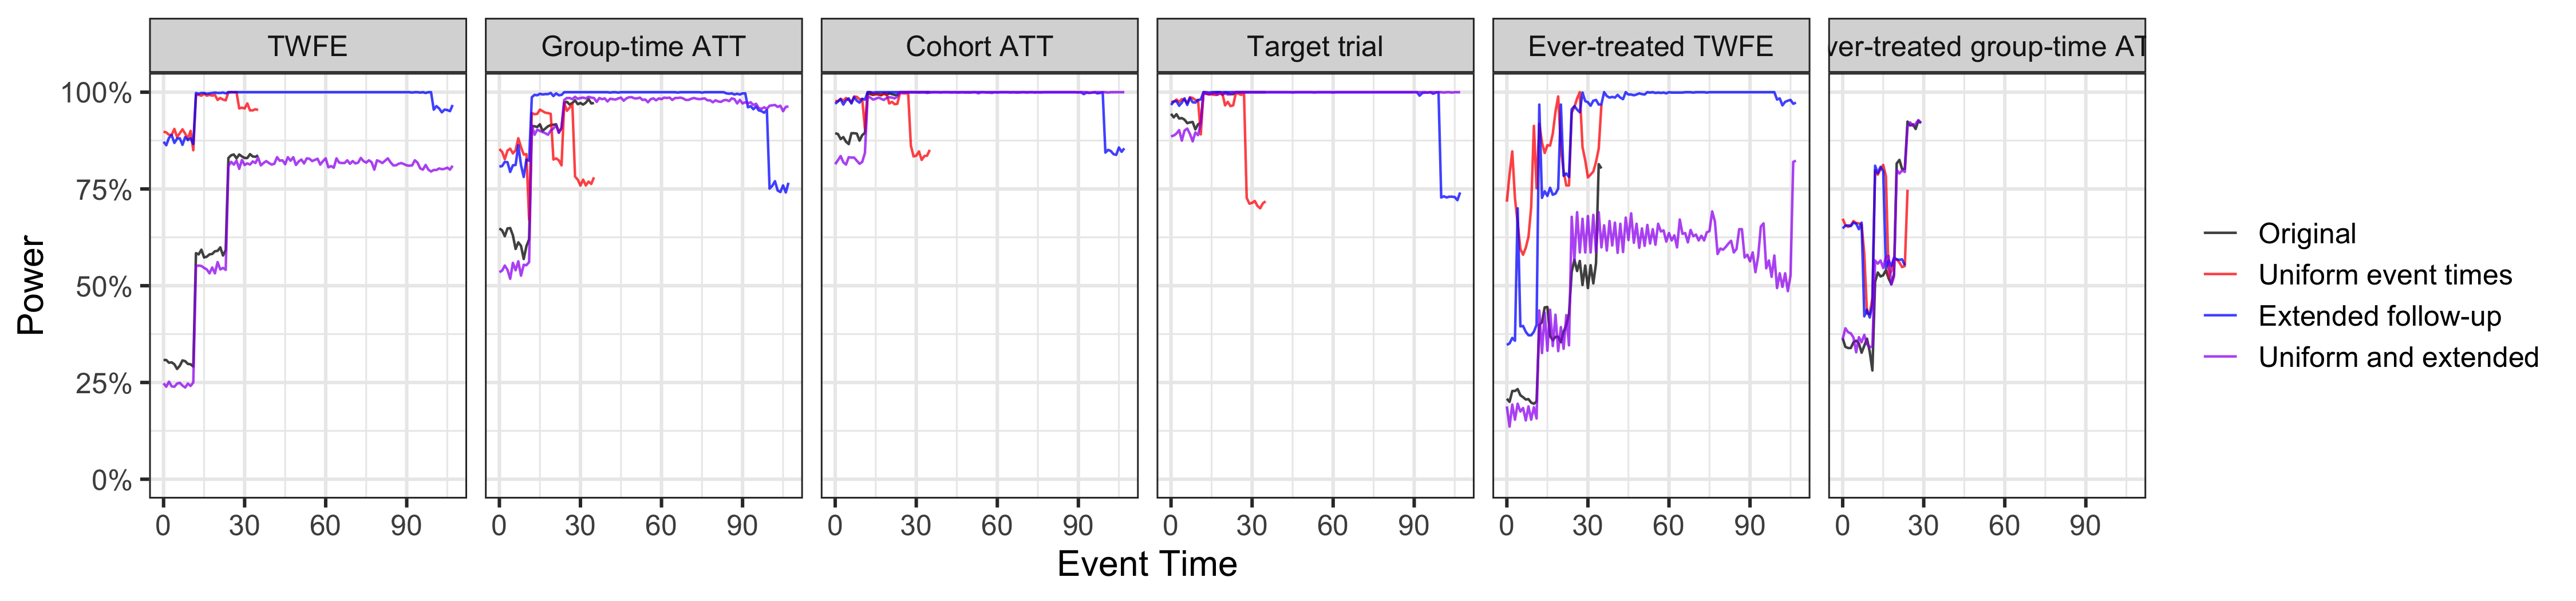 TWFE
Group-time ATT
Cohort ATT
Target trial
Ever-treated TWFE
ver-treated group-time AT
Power
100%
75%
50%
25%
0%
0 30 60 90
0 30 60 90
0 30 60 90
0 30 60 90
0 30 60 90
0 30 60 90
Event Time
Original
Uniform event times
Extended follow-up
Uniform and extended